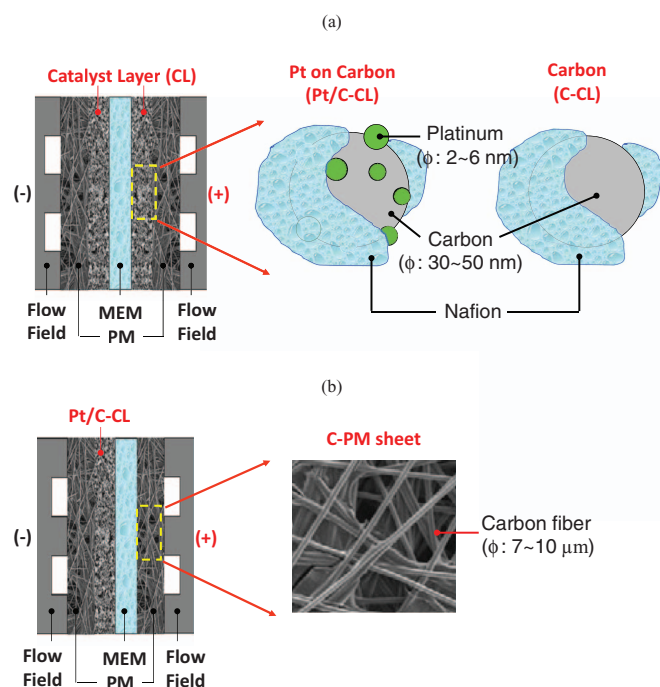 (a)
Catalyst Layer (CL)
Pt on Carbon
(Pt/C-CL)
Carbon
(C-CL)
Platinum
(ϕ: 2~6 nm)
(-)
(+)
Carbon
(ϕ: 30~50 nm)
Nafion
Flow
Field
MEM
PM
Flow
Field
(b)
Pt/C-CL
C-PM sheet
(-)
(+)
Carbon fiber
(ϕ: 7~10 µm)
Flow
Field
MEM
PM
Flow
Field